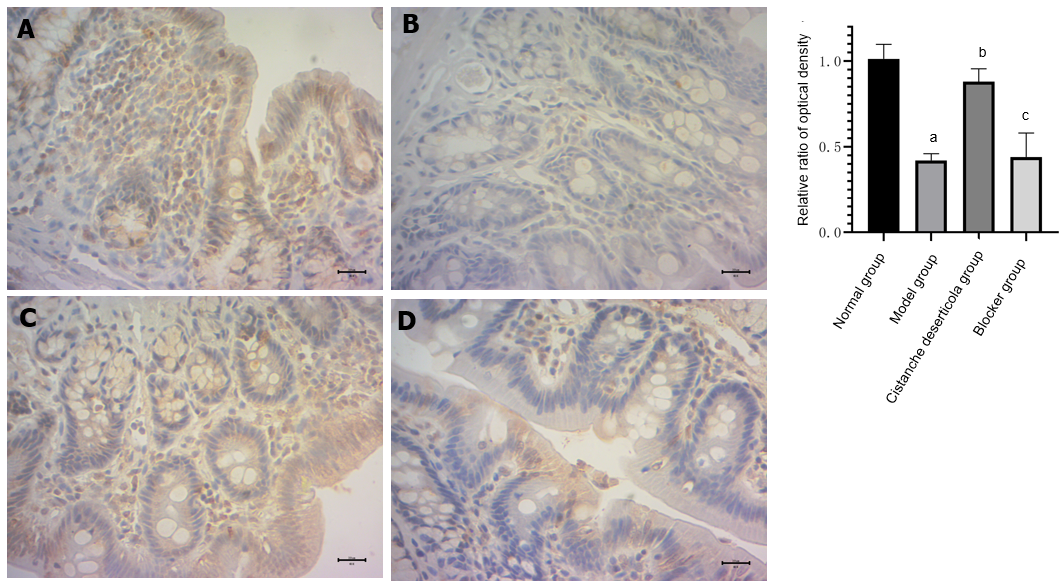 A
B
C
D
Relative ratio of optical density
1. 0
0. 5
0. 0
a
b
c
Normal group
Model group
Cistanche deserticola group
Blocker group